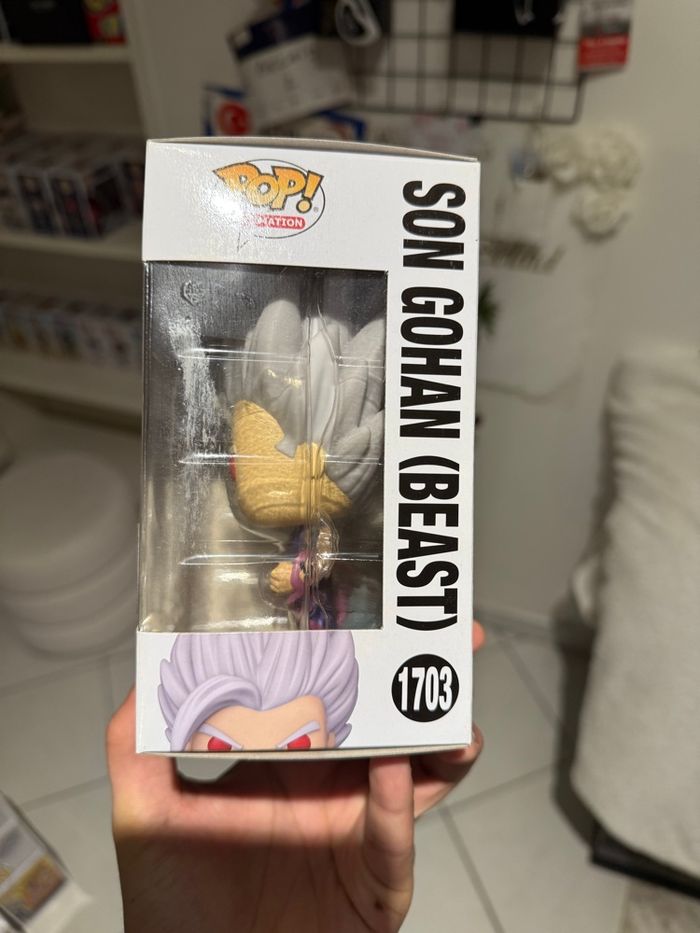 POP!
ANIMATION
SON GOHAN (BEAST)
1703